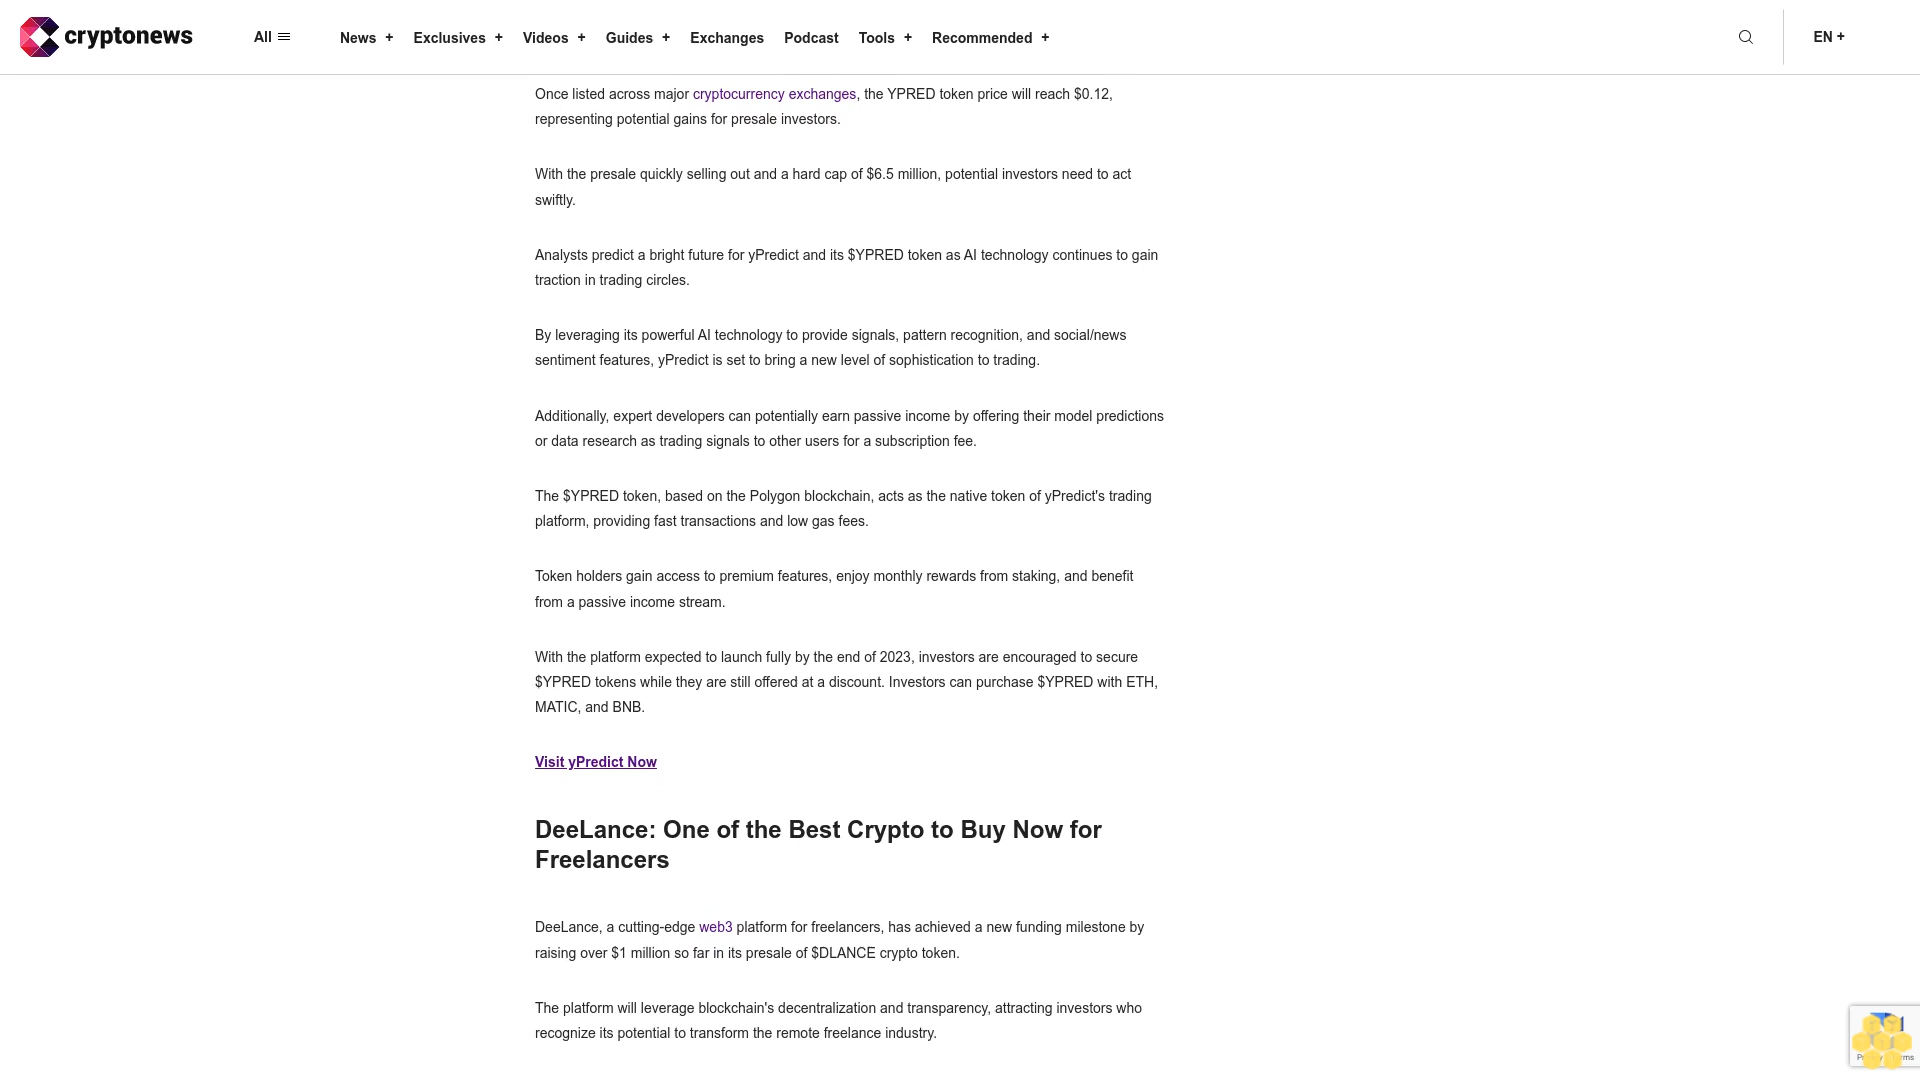 cryptonews
All
News +
Exclusives +
Videos +
Guides +
Exchanges
Podcast
Tools +
Recommended +
EN +
Once listed across major cryptocurrency exchanges, the YPRED token price will reach $0.12,
representing potential gains for presale investors.
With the presale quickly selling out and a hard cap of $6.5 million, potential investors need to act
swiftly.
Analysts predict a bright future for yPredict and its $YPRED token as AI technology continues to gain
traction in trading circles.
By leveraging its powerful AI technology to provide signals, pattern recognition, and social/news
sentiment features, yPredict is set to bring a new level of sophistication to trading.
Additionally, expert developers can potentially earn passive income by offering their model predictions
or data research as trading signals to other users for a subscription fee.
The $YPRED token, based on the Polygon blockchain, acts as the native token of yPredict's trading
platform, providing fast transactions and low gas fees.
Token holders gain access to premium features, enjoy monthly rewards from staking, and benefit
from a passive income stream.
With the platform expected to launch fully by the end of 2023, investors are encouraged to secure
$YPRED tokens while they are still offered at a discount. Investors can purchase $YPRED with ETH,
MATIC, and BNB.
Visit yPredict Now
DeeLance: One of the Best Crypto to Buy Now for
Freelancers
DeeLance, a cutting-edge web3 platform for freelancers, has achieved a new funding milestone by
raising over $1 million so far in its presale of $DLANCE crypto token.
The platform will leverage blockchain's decentralization and transparency, attracting investors who
recognize its potential to transform the remote freelance industry.